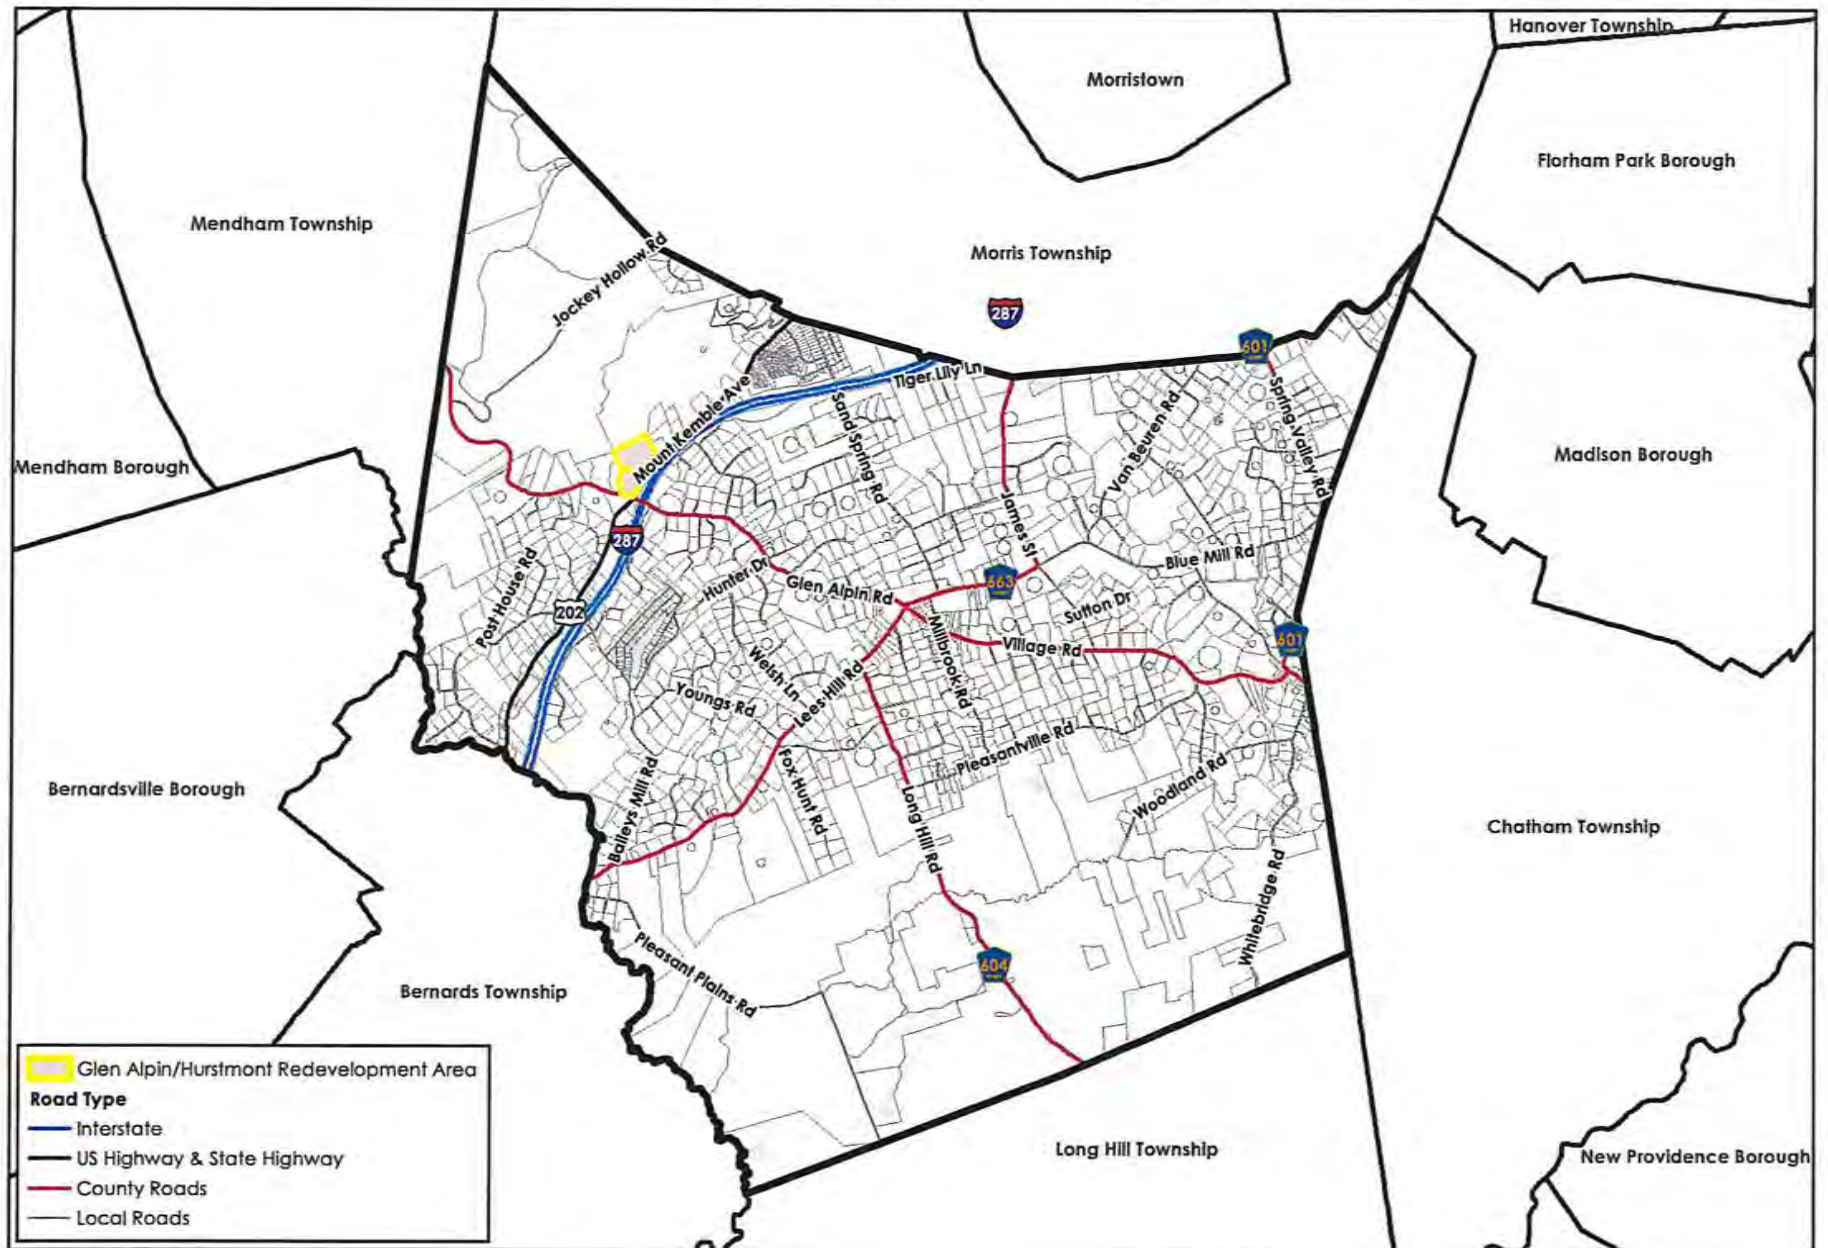 Hanover Township
Morristown
Florham Park Borough
Mendham Township
Morris Township
Jockey Hollow Rd
287
601
Tiger Lily Ln
Mount Kemble Ave
Sand Spring Rd
Van Beuren Rd
Spring Valley Rd
Madison Borough
Mendham Borough
James St
287
Blue Mill Rd
Post House Rd
Hunter Dr
Glen Alpin Rd
663
202
Sutton Dr
601
Millbrook Rd
Village Rd
Welsh Ln
Lees Hill Rd
Youngs Rd
Pleasantville Rd
Bernardsville Borough
Baileys Mill Rd
Fox Hunt Rd
Woodland Rd
Long Hill Rd
Chatham Township
Whitebridge Rd
604
Pleasant Plains Rd
Bernards Township
Long Hill Township
New Providence Borough
Glen Alpin/Hurstmont Redevelopment Area
Road Type
Interstate
US Highway & State Highway
County Roads
Local Roads